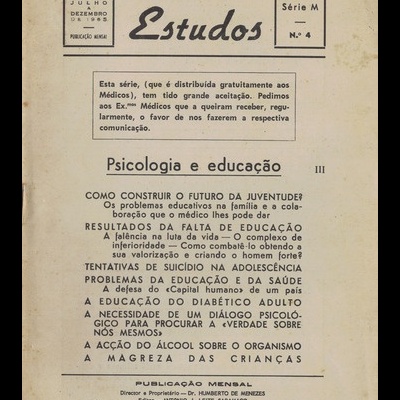 JULHO
A
DEZEMBRO
DE 1965
PUBLICAÇÃO MENSAL
Estudos
Série M
N.º 4
Esta série, (que é distribuída gratuitamente aos
Médicos), tem tido grande aceitação. Pedimos
aos Ex.mos Médicos que a queiram receber, regu-
larmente, o favor de nos fazerem a respectiva
comunicação.
Psicologia e educação
III
COMO CONSTRUIR O FUTURO DA JUVENTUDE?
Os problemas educativos na família e a cola-
boração que o médico lhes pode dar
RESULTADOS DA FALTA DE EDUCAÇÃO
A falência na luta da vida — O complexo de
inferioridade — Como combatê-lo obtendo a
sua valorização e criando o homem forte?
TENTATIVAS DE SUICÍDIO NA ADOLESCÊNCIA
PROBLEMAS DA EDUCAÇÃO E DA SAÚDE
A defesa do «Capital humano» de um país
A EDUCAÇÃO DO DIABÉTICO ADULTO
A NECESSIDADE DE UM DIÁLOGO PSICOLÓ-
GICO PARA PROCURAR A «VERDADE SOBRE
NÓS MESMOS»
A ACÇÃO DO ÁLCOOL SOBRE O ORGANISMO
A MAGREZA DAS CRIANÇAS
PUBLICAÇÃO MENSAL
Director e Proprietário — Dr. HUMBERTO DE MENEZES